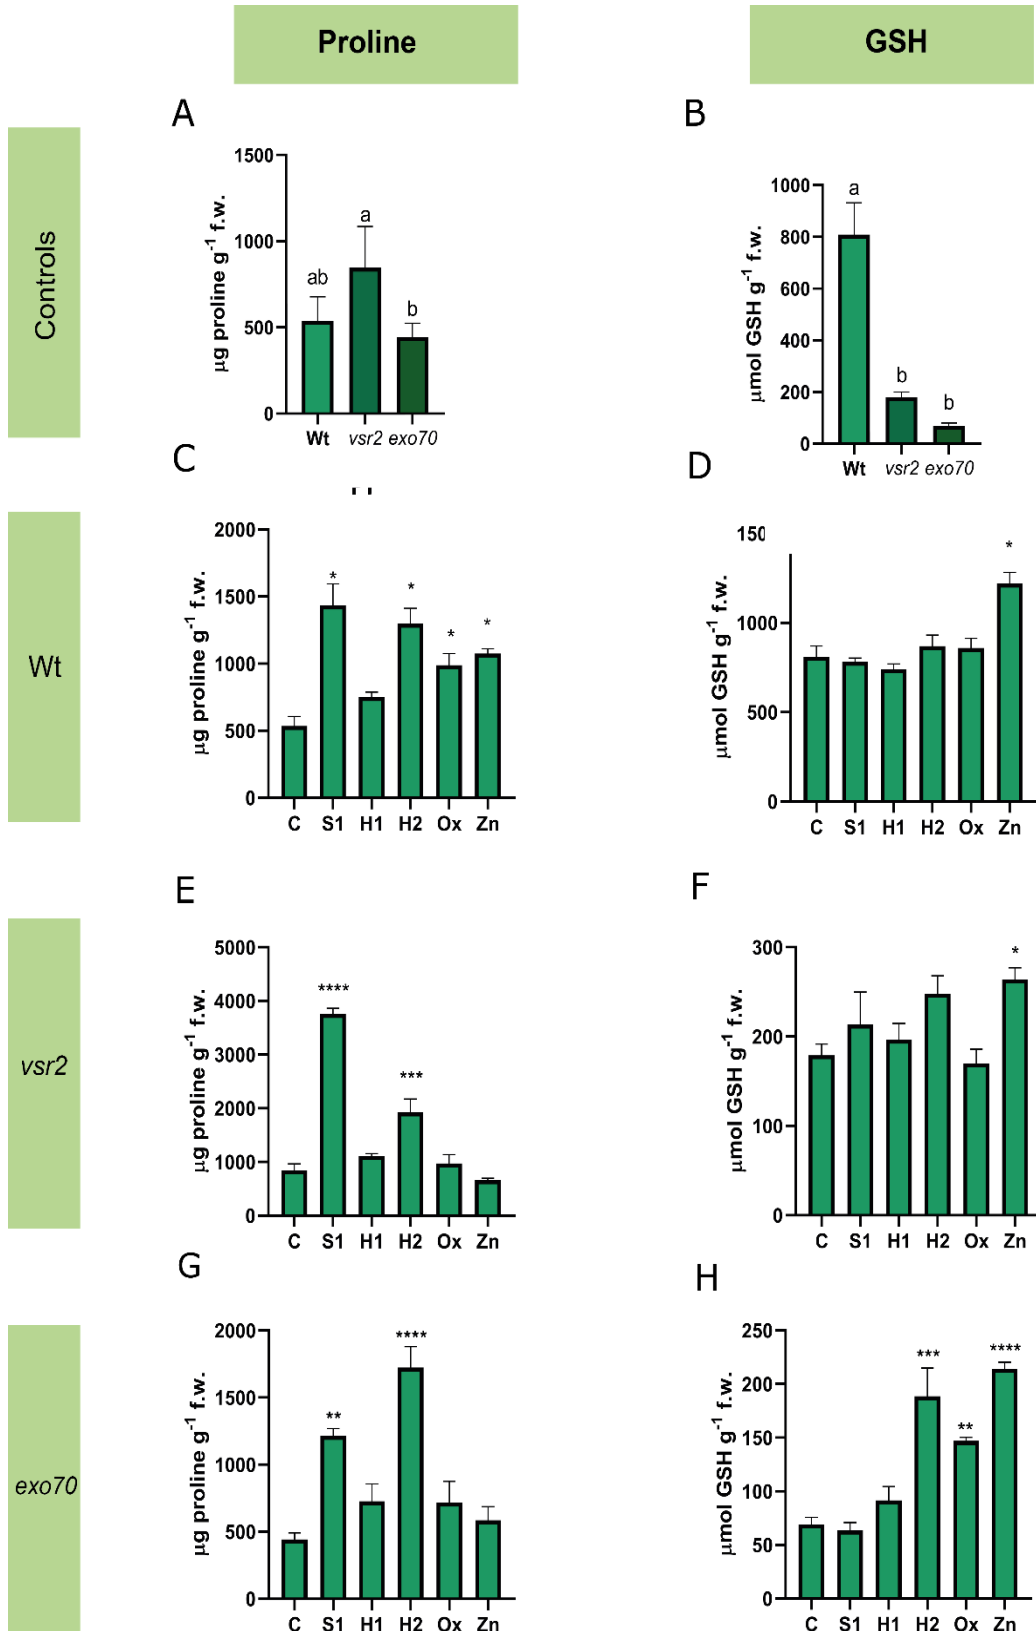 Proline
GSH
Controls
A
μg proline g-1 f.w.
1500
1000
500
0
ab
a
b
Wt
vsr2
exo70
B
μmol GSH g-1 f.w.
1000
800
600
400
200
0
a
b
b
Wt
vsr2
exo70
Wt
C
μg proline g-1 f.w.
2000
1500
1000
500
0
*
*
*
*
C
S1
H1
H2
Ox
Zn
D
μmol GSH g-1 f.w.
150
1000
500
0
*
C
S1
H1
H2
Ox
Zn
vsr2
E
μg proline g-1 f.w.
5000
4000
3000
2000
1000
0
****
***
C
S1
H1
H2
Ox
Zn
F
μmol GSH g-1 f.w.
300
200
100
0
*
C
S1
H1
H2
Ox
Zn
exo70
G
μg proline g-1 f.w.
2000
1500
1000
500
0
**
****
C
S1
H1
H2
Ox
Zn
H
μmol GSH g-1 f.w.
250
200
150
100
50
0
***
**
****
C
S1
H1
H2
Ox
Zn